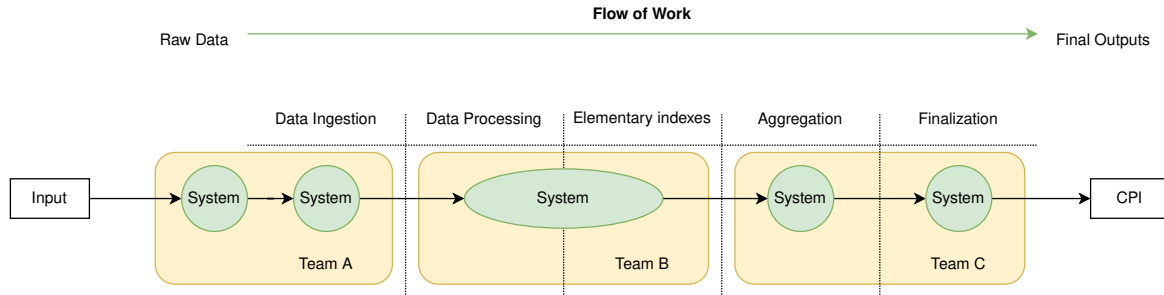 Flow of Work
Raw Data
Final Outputs
Data Ingestion
Data Processing
Elementary indexes
Aggregation
Finalization
Input
System
System
System
System
System
CPI
Team A
Team B
Team C